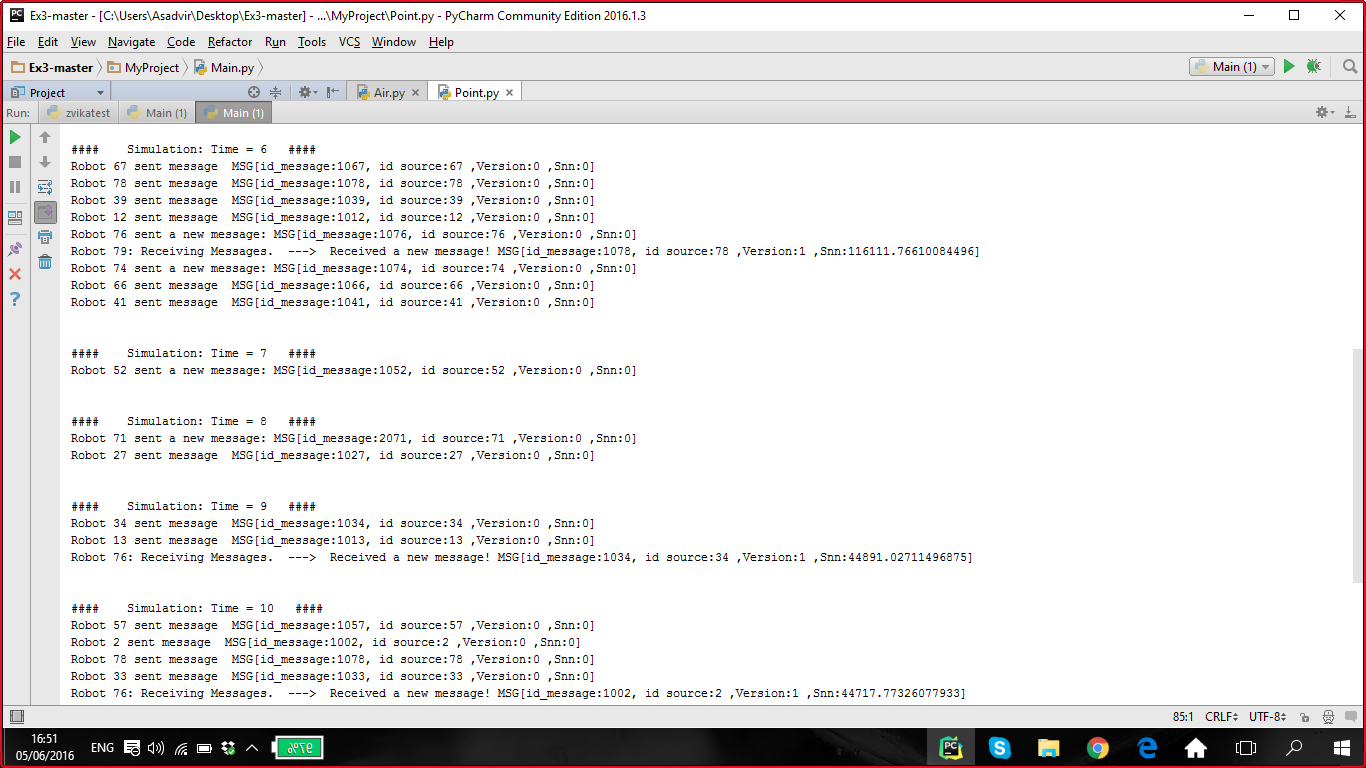 Ex3-master - [C:\Users\Asadvir\Desktop\Ex3-master] - ...\MyProject\Point.py - PyCharm Community Edition 2016.1.3
File Edit View Navigate Code Refactor Run Tools VCS Window Help
Ex3-master MyProject Main.py Main (1)
Project Air.py Point.py
Run: zvikatest Main (1) Main (1)
#### Simulation: Time = 6 ####
Robot 67 sent message MSG[id_message:1067, id source:67 ,Version:0 ,Snn:0]
Robot 78 sent message MSG[id_message:1078, id source:78 ,Version:0 ,Snn:0]
Robot 39 sent message MSG[id_message:1039, id source:39 ,Version:0 ,Snn:0]
Robot 12 sent message MSG[id_message:1012, id source:12 ,Version:0 ,Snn:0]
Robot 76 sent a new message: MSG[id_message:1076, id source:76 ,Version:0 ,Snn:0]
Robot 79: Receiving Messages. ---> Received a new message! MSG[id_message:1078, id source:78 ,Version:1 ,Snn:116111.76610084496]
Robot 74 sent a new message: MSG[id_message:1074, id source:74 ,Version:0 ,Snn:0]
Robot 66 sent message MSG[id_message:1066, id source:66 ,Version:0 ,Snn:0]
Robot 41 sent message MSG[id_message:1041, id source:41 ,Version:0 ,Snn:0]
#### Simulation: Time = 7 ####
Robot 52 sent a new message: MSG[id_message:1052, id source:52 ,Version:0 ,Snn:0]
#### Simulation: Time = 8 ####
Robot 71 sent a new message: MSG[id_message:2071, id source:71 ,Version:0 ,Snn:0]
Robot 27 sent message MSG[id_message:1027, id source:27 ,Version:0 ,Snn:0]
#### Simulation: Time = 9 ####
Robot 34 sent message MSG[id_message:1034, id source:34 ,Version:0 ,Snn:0]
Robot 13 sent message MSG[id_message:1013, id source:13 ,Version:0 ,Snn:0]
Robot 76: Receiving Messages. ---> Received a new message! MSG[id_message:1034, id source:34 ,Version:1 ,Snn:44891.02711496875]
#### Simulation: Time = 10 ####
Robot 57 sent message MSG[id_message:1057, id source:57 ,Version:0 ,Snn:0]
Robot 2 sent message MSG[id_message:1002, id source:2 ,Version:0 ,Snn:0]
Robot 78 sent message MSG[id_message:1078, id source:78 ,Version:0 ,Snn:0]
Robot 33 sent message MSG[id_message:1033, id source:33 ,Version:0 ,Snn:0]
Robot 76: Receiving Messages. ---> Received a new message! MSG[id_message:1002, id source:2 ,Version:1 ,Snn:44717.77326077933]
85:1 CRLF UTF-8
16:51
05/06/2016
ENG
97%